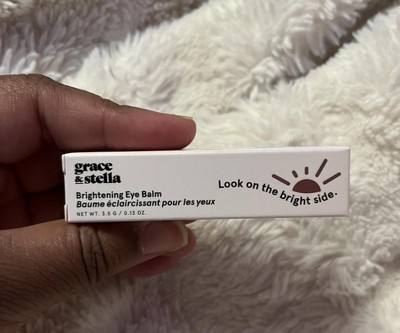 grace
& stella
Brightening Eye Balm
Baume éclaircissant pour les yeux
NET WT. 3.5 G / 0.13 OZ.
Look on the bright side.